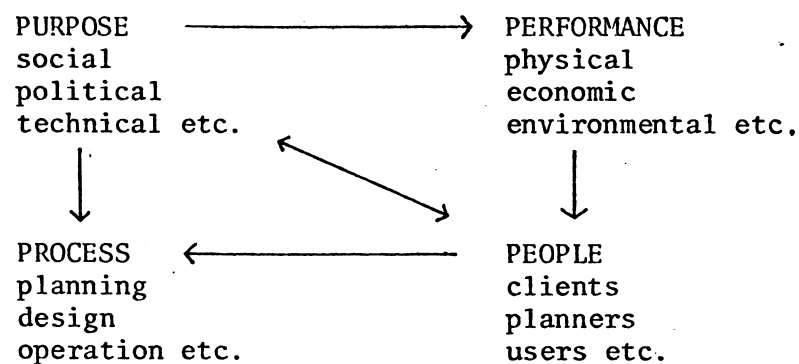 PURPOSE
social
political
technical etc.
PERFORMANCE
physical
economic
environmental etc.
PROCESS
planning
design
operation etc.
PEOPLE
clients
planners
users etc.